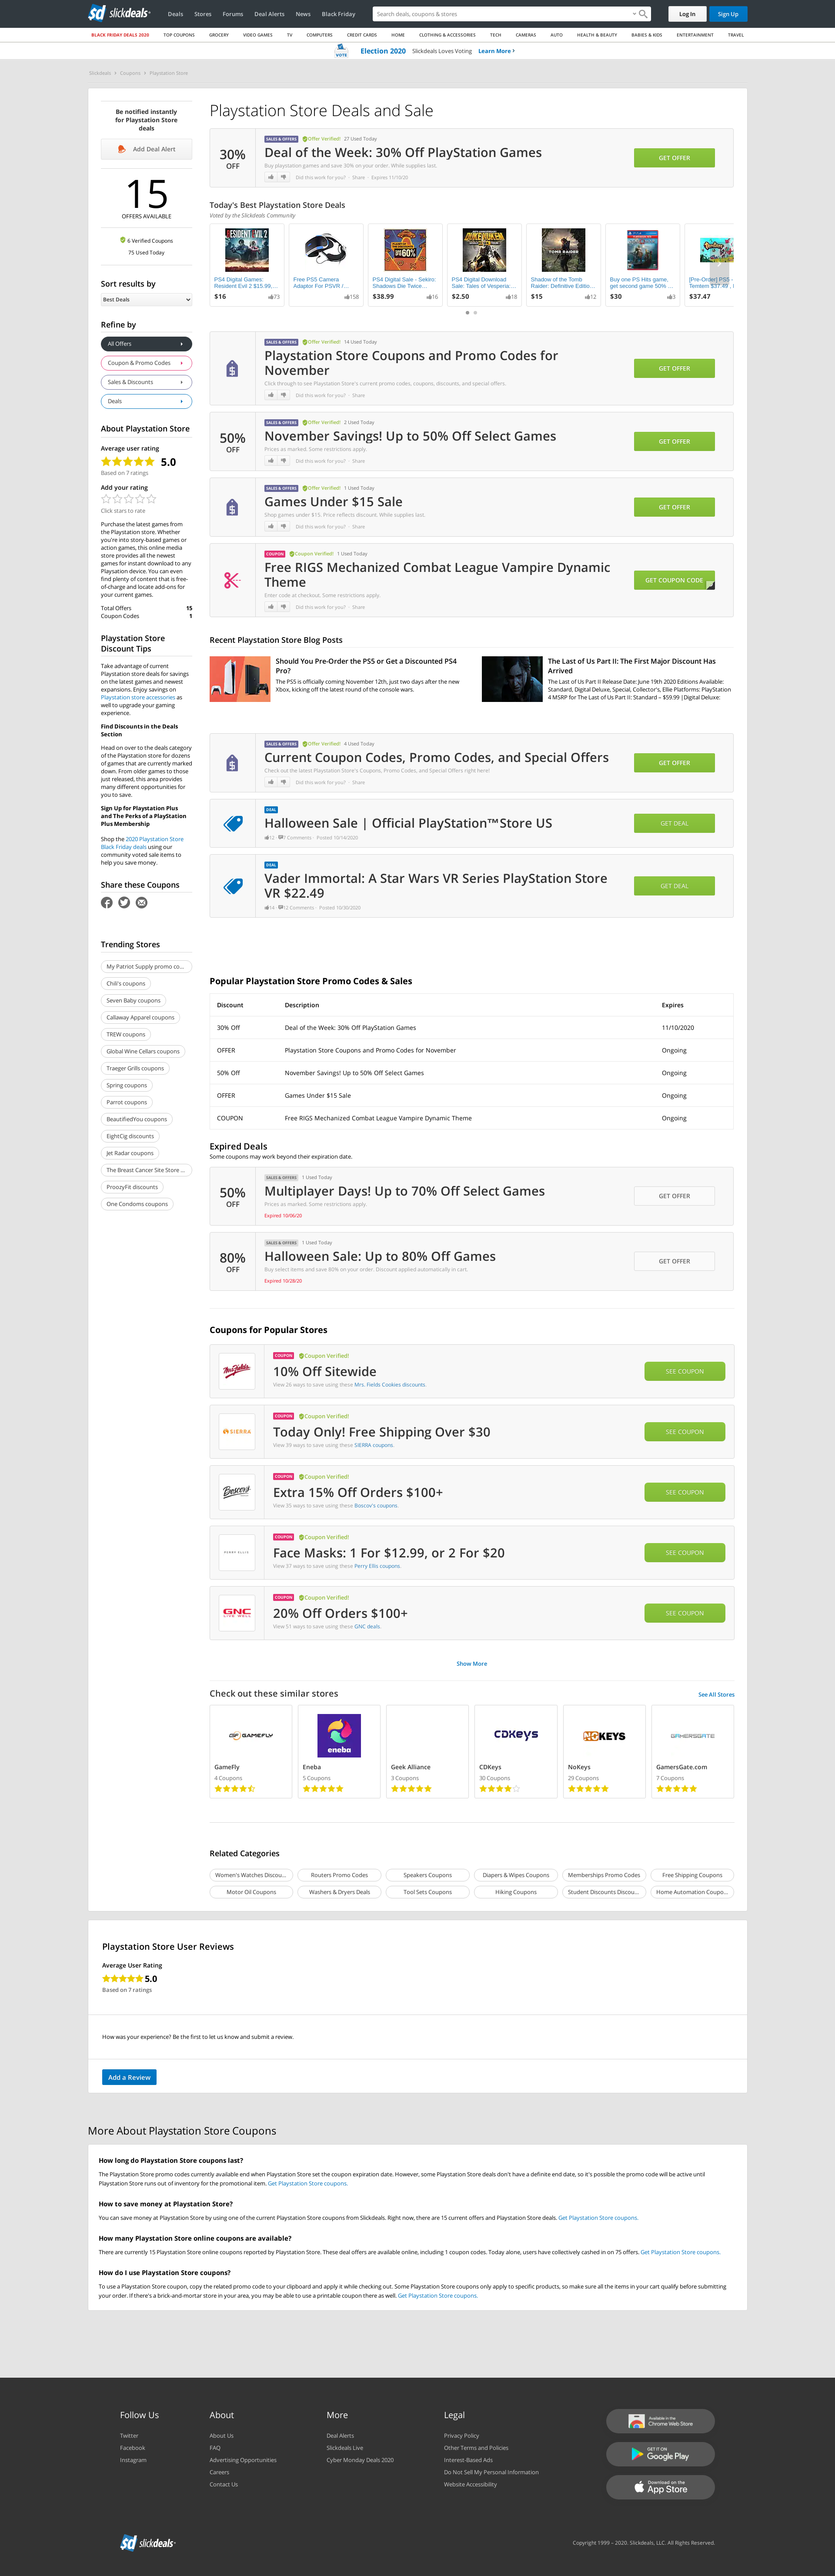 sd slickdeals
Deals Stores Forums Deal Alerts News Black Friday
Search deals, coupons & stores
Log In Sign Up
BLACK FRIDAY DEALS 2020 TOP COUPONS GROCERY VIDEO GAMES TV COMPUTERS CREDIT CARDS HOME CLOTHING & ACCESSORIES TECH CAMERAS AUTO HEALTH & BEAUTY BABIES & KIDS ENTERTAINMENT TRAVEL
VOTE Election 2020 Slickdeals Loves Voting Learn More
Slickdeals Coupons Playstation Store
Be notified instantly
for Playstation Store
deals
Add Deal Alert
15
OFFERS AVAILABLE
6 Verified Coupons
75 Used Today
Sort results by
Best Deals
Refine by
All Offers
Coupon & Promo Codes
Sales & Discounts
Deals
About Playstation Store
Average user rating
5.0
Based on 7 ratings
Add your rating
Click stars to rate
Purchase the latest games from
the Playstation store. Whether
you're into story-based games or
action games, this online media
store provides all the newest
games for instant download to any
Playstation device. You can even
find plenty of content that is free-
of-charge and locate add-ons for
your current games.
Total Offers 15
Coupon Codes 1
Playstation Store
Discount Tips
Take advantage of current
Playstation store deals for savings
on the latest games and newest
expansions. Enjoy savings on
Playstation store accessories as
well to upgrade your gaming
experience.
Find Discounts in the Deals
Section
Head on over to the deals category
of the Playstation store for dozens
of games that are currently marked
down. From older games to those
just released, this area provides
many different opportunities for
you to save.
Sign Up for Playstation Plus
and The Perks of a PlayStation
Plus Membership
Shop the 2020 Playstation Store
Black Friday deals using our
community voted sale items to
help you save money.
Share these Coupons
Trending Stores
My Patriot Supply promo co...
Chili's coupons
Seven Baby coupons
Callaway Apparel coupons
TREW coupons
Global Wine Cellars coupons
Traeger Grills coupons
Spring coupons
Parrot coupons
BeautifiedYou coupons
EightCig discounts
Jet Radar coupons
The Breast Cancer Site Store ...
ProozyFit discounts
One Condoms coupons
Playstation Store Deals and Sale
30%
OFF
SALES & OFFERS Offer Verified! 27 Used Today
Deal of the Week: 30% Off PlayStation Games
Buy playstation games and save 30% on your order. While supplies last.
Did this work for you? · Share · Expires 11/10/20
GET OFFER
Today's Best Playstation Store Deals
Voted by the Slickdeals Community
PS4 Digital Games:
Resident Evil 2 $15.99,...
$16 73
Free PS5 Camera
Adaptor For PSVR /...
158
PS4 Digital Sale - Sekiro:
Shadows Die Twice...
$38.99 16
PS4 Digital Download
Sale: Tales of Vesperia:...
$2.50 18
Shadow of the Tomb
Raider: Definitive Editio...
$15 12
Buy one PS Hits game,
get second game 50% ...
$30 3
[Pre-Order] PS5 -
Temtem $37.49 , 
$37.47
SALES & OFFERS Offer Verified! 14 Used Today
Playstation Store Coupons and Promo Codes for
November
Click through to see Playstation Store's current promo codes, coupons, discounts, and special offers.
Did this work for you? · Share
GET OFFER
50%
OFF
SALES & OFFERS Offer Verified! 2 Used Today
November Savings! Up to 50% Off Select Games
Prices as marked. Some restrictions apply.
Did this work for you? · Share
GET OFFER
SALES & OFFERS Offer Verified! 1 Used Today
Games Under $15 Sale
Shop games under $15. Price reflects discount. While supplies last.
Did this work for you? · Share
GET OFFER
COUPON Coupon Verified! 1 Used Today
Free RIGS Mechanized Combat League Vampire Dynamic
Theme
Enter code at checkout. Some restrictions apply.
Did this work for you? · Share
GET COUPON CODE
Recent Playstation Store Blog Posts
Should You Pre-Order the PS5 or Get a Discounted PS4
Pro?
The PS5 is officially coming November 12th, just two days after the new
Xbox, kicking off the latest round of the console wars.
The Last of Us Part II: The First Major Discount Has
Arrived
The Last of Us Part II Release Date: June 19th 2020 Editions Available:
Standard, Digital Deluxe, Special, Collector's, Ellie Platforms: PlayStation
4 MSRP for The Last of Us Part II: Standard – $59.99 |Digital Deluxe:
SALES & OFFERS Offer Verified! 4 Used Today
Current Coupon Codes, Promo Codes, and Special Offers
Check out the latest Playstation Store's Coupons, Promo Codes, and Special Offers right here!
Did this work for you? · Share
GET OFFER
DEAL
Halloween Sale | Official PlayStation™Store US
12 · 7 Comments · Posted 10/14/2020
GET DEAL
DEAL
Vader Immortal: A Star Wars VR Series PlayStation Store
VR $22.49
14 · 12 Comments · Posted 10/30/2020
GET DEAL
Popular Playstation Store Promo Codes & Sales
Discount Description Expires
30% Off Deal of the Week: 30% Off PlayStation Games 11/10/2020
OFFER Playstation Store Coupons and Promo Codes for November Ongoing
50% Off November Savings! Up to 50% Off Select Games Ongoing
OFFER Games Under $15 Sale Ongoing
COUPON Free RIGS Mechanized Combat League Vampire Dynamic Theme Ongoing
Expired Deals
Some coupons may work beyond their expiration date.
50%
OFF
SALES & OFFERS 1 Used Today
Multiplayer Days! Up to 70% Off Select Games
Prices as marked. Some restrictions apply.
Expired 10/06/20
GET OFFER
80%
OFF
SALES & OFFERS 1 Used Today
Halloween Sale: Up to 80% Off Games
Buy select items and save 80% on your order. Discount applied automatically in cart.
Expired 10/28/20
GET OFFER
Coupons for Popular Stores
Mrs. Fields
COUPON Coupon Verified!
10% Off Sitewide
View 26 ways to save using these Mrs. Fields Cookies discounts.
SEE COUPON
SIERRA
COUPON Coupon Verified!
Today Only! Free Shipping Over $30
View 39 ways to save using these SIERRA coupons.
SEE COUPON
Boscov's
COUPON Coupon Verified!
Extra 15% Off Orders $100+
View 35 ways to save using these Boscov's coupons.
SEE COUPON
PERRY ELLIS
COUPON Coupon Verified!
Face Masks: 1 For $12.99, or 2 For $20
View 37 ways to save using these Perry Ellis coupons.
SEE COUPON
GNC
LIVE WELL
COUPON Coupon Verified!
20% Off Orders $100+
View 51 ways to save using these GNC deals.
SEE COUPON
Show More
Check out these similar stores
See All Stores
GAMEFLY eneba CDKeys NOKEYS GAMERSGATE
GameFly Eneba Geek Alliance CDKeys NoKeys GamersGate.com
4 Coupons 5 Coupons 3 Coupons 30 Coupons 29 Coupons 7 Coupons
Related Categories
Women's Watches Discou... Routers Promo Codes Speakers Coupons Diapers & Wipes Coupons Memberships Promo Codes Free Shipping Coupons
Motor Oil Coupons Washers & Dryers Deals Tool Sets Coupons Hiking Coupons Student Discounts Discou... Home Automation Coupo...
Playstation Store User Reviews
Average User Rating
5.0
Based on 7 ratings
How was your experience? Be the first to let us know and submit a review.
Add a Review
More About Playstation Store Coupons
How long do Playstation Store coupons last?
The Playstation Store promo codes currently available end when Playstation Store set the coupon expiration date. However, some Playstation Store deals don't have a definite end date, so it's possible the promo code will be active until
Playstation Store runs out of inventory for the promotional item. Get Playstation Store coupons.
How to save money at Playstation Store?
You can save money at Playstation Store by using one of the current Playstation Store coupons from Slickdeals. Right now, there are 15 current offers and Playstation Store deals. Get Playstation Store coupons.
How many Playstation Store online coupons are available?
There are currently 15 Playstation Store online coupons reported by Playstation Store. These deal offers are available online, including 1 coupon codes. Today alone, users have collectively cashed in on 75 offers. Get Playstation Store coupons.
How do I use Playstation Store coupons?
To use a Playstation Store coupon, copy the related promo code to your clipboard and apply it while checking out. Some Playstation Store coupons only apply to specific products, so make sure all the items in your cart qualify before submitting
your order. If there's a brick-and-mortar store in your area, you may be able to use a printable coupon there as well. Get Playstation Store coupons.
Follow Us
Twitter
Facebook
Instagram
About
About Us
FAQ
Advertising Opportunities
Careers
Contact Us
More
Deal Alerts
Slickdeals Live
Cyber Monday Deals 2020
Legal
Privacy Policy
Other Terms and Policies
Interest-Based Ads
Do Not Sell My Personal Information
Website Accessibility
Available in the
Chrome Web Store
GET IT ON
Google Play
Download on the
App Store
sd slickdeals
Copyright 1999 – 2020. Slickdeals, LLC. All Rights Reserved.